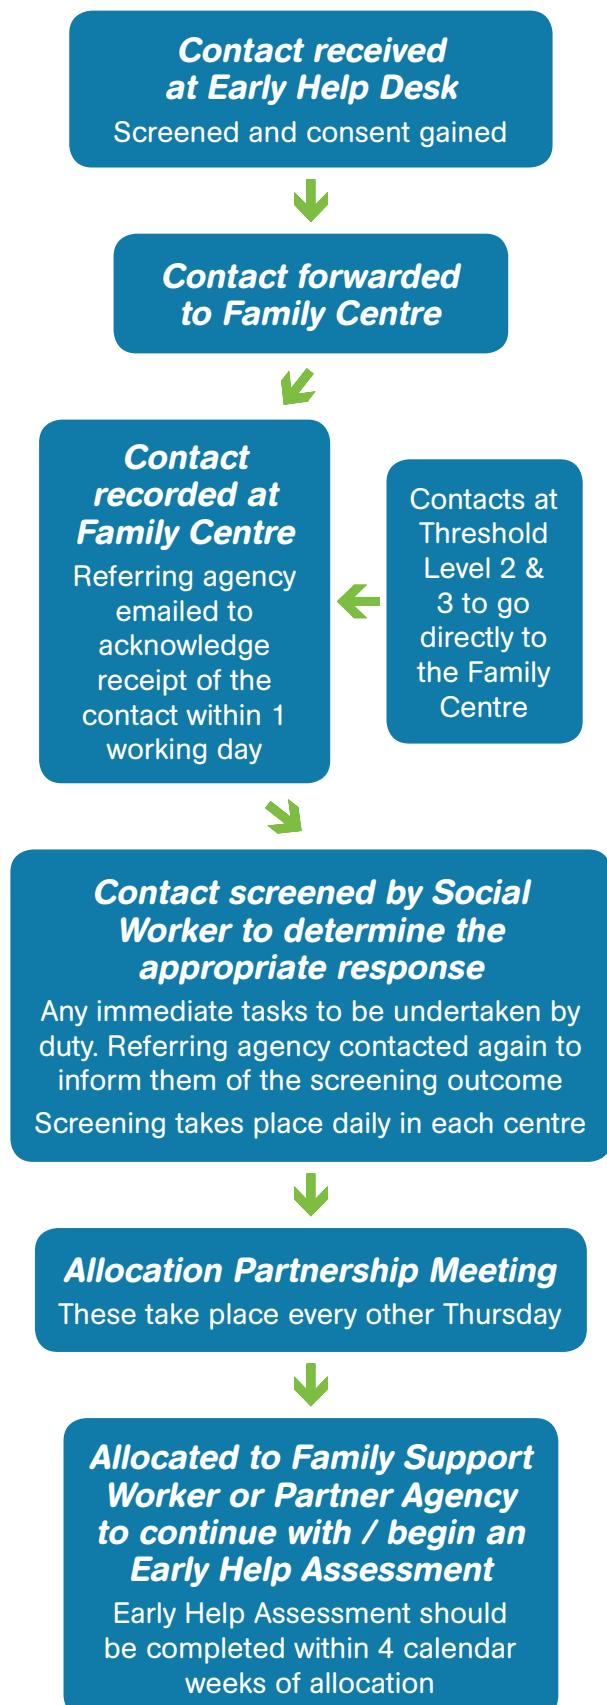 Contact received
at Early Help Desk
Screened and consent gained
Contact forwarded
to Family Centre
Contact
recorded at
Family Centre
Referring agency
emailed to
acknowledge
receipt of the
contact within 1
working day
Contacts at
Threshold
Level 2 &
3 to go
directly to
the Family
Centre
Contact screened by Social
Worker to determine the
appropriate response
Any immediate tasks to be undertaken by
duty. Referring agency contacted again to
inform them of the screening outcome
Screening takes place daily in each centre
Allocation Partnership Meeting
These take place every other Thursday
Allocated to Family Support
Worker or Partner Agency
to continue with / begin an
Early Help Assessment
Early Help Assessment should
be completed within 4 calendar
weeks of allocation